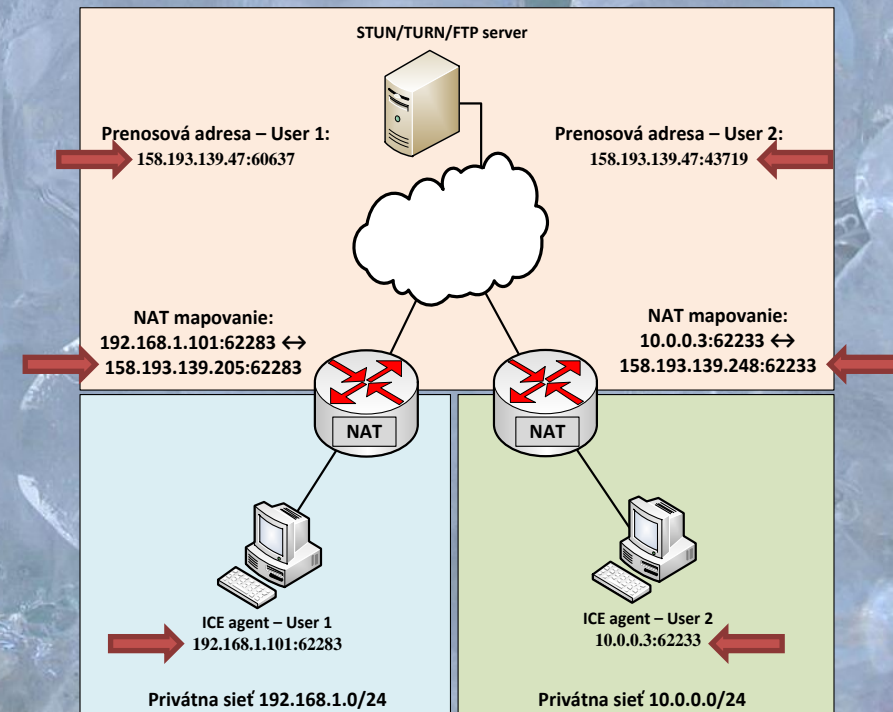 STUN/TURN/FTP server
Prenosová adresa – User 1:
158.193.139.47:60637
Prenosová adresa – User 2:
158.193.139.47:43719
NAT mapovanie:
192.168.1.101:62283 ↔
158.193.139.205:62283
NAT mapovanie:
10.0.0.3:62233 ↔
158.193.139.248:62233
NAT
NAT
ICE agent – User 1
192.168.1.101:62283
ICE agent – User 2
10.0.0.3:62233
Privátna sieť 192.168.1.0/24
Privátna sieť 10.0.0.0/24